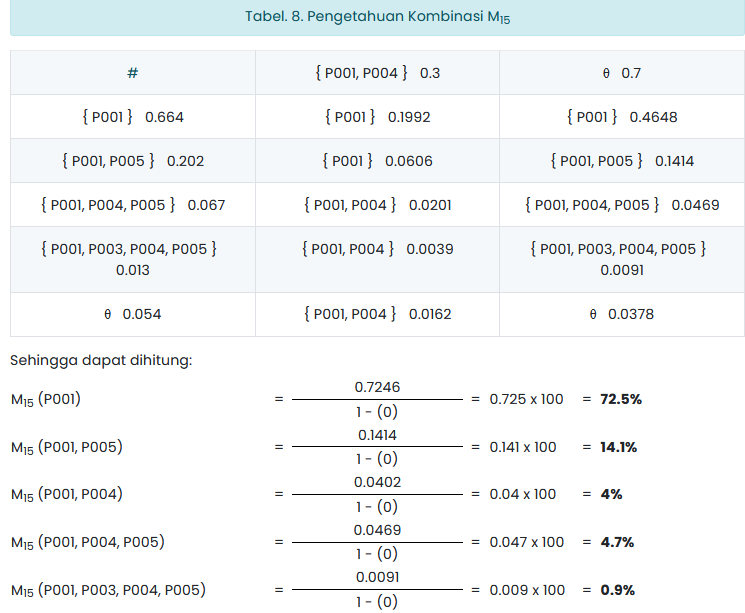 Tabel. 8. Pengetahuan Kombinasi M15
# { P001, P004 } 0.3 θ 0.7
{ P001 } 0.664 { P001 } 0.1992 { P001 } 0.4648
{ P001, P005 } 0.202 { P001 } 0.0606 { P001, P005 } 0.1414
{ P001, P004, P005 } 0.067 { P001, P004 } 0.0201 { P001, P004, P005 } 0.0469
{ P001, P003, P004, P005 } 0.013 { P001, P004 } 0.0039 { P001, P003, P004, P005 } 0.0091
θ 0.054 { P001, P004 } 0.0162 θ 0.0378
Sehingga dapat dihitung:
M15 (P001) = 0.7246 / 1 - (0) = 0.725 x 100 = 72.5%
M15 (P001, P005) = 0.1414 / 1 - (0) = 0.141 x 100 = 14.1%
M15 (P001, P004) = 0.0402 / 1 - (0) = 0.04 x 100 = 4%
M15 (P001, P004, P005) = 0.0469 / 1 - (0) = 0.047 x 100 = 4.7%
M15 (P001, P003, P004, P005) = 0.0091 / 1 - (0) = 0.009 x 100 = 0.9%